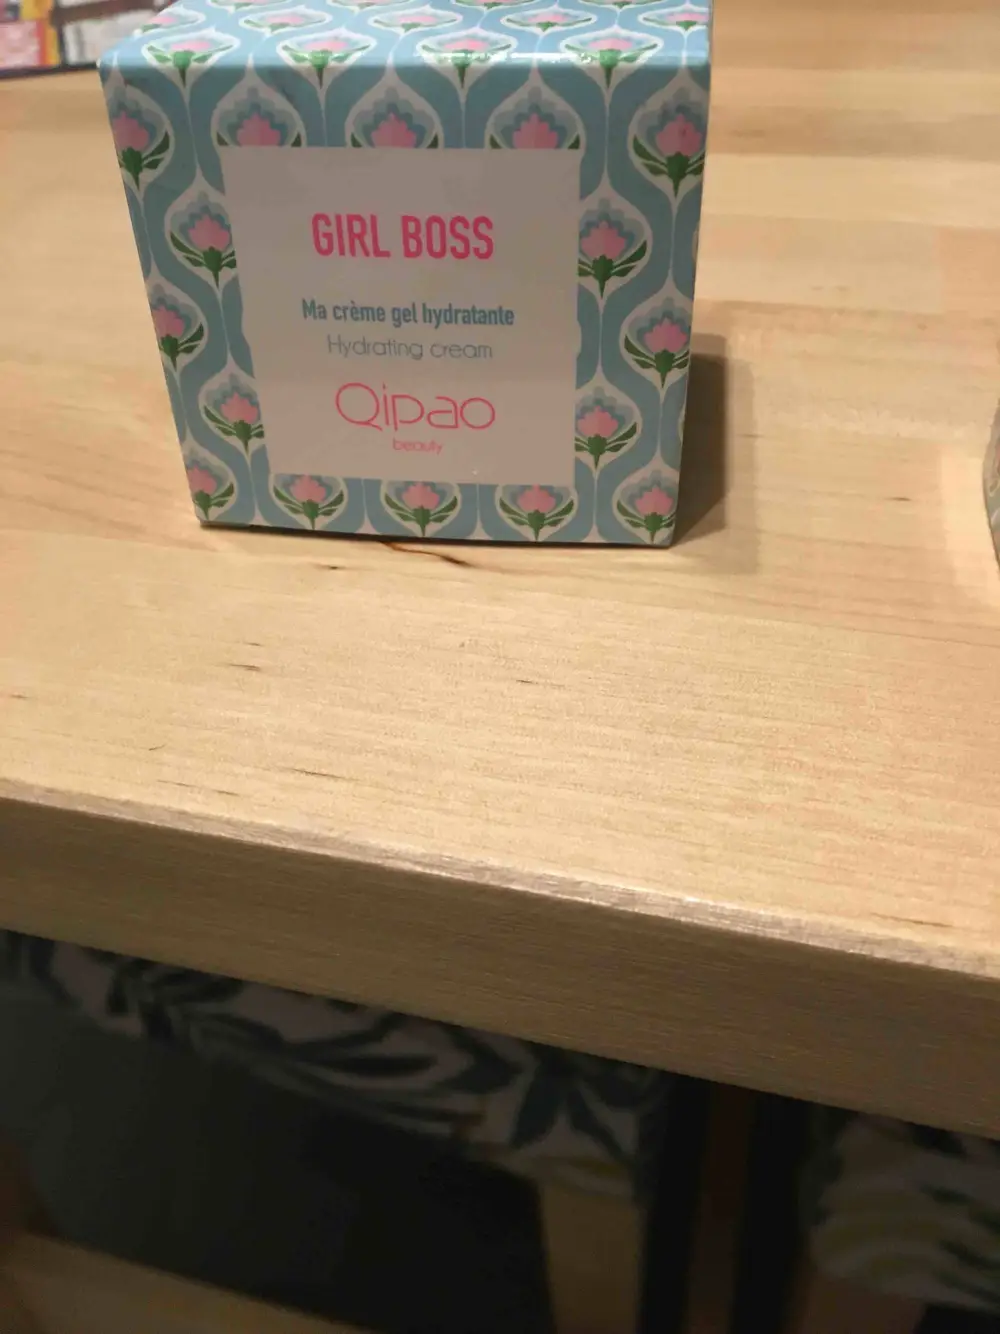 GIRL BOSS
Ma crème gel hydratante
Hydrating cream
Qipao
beauty